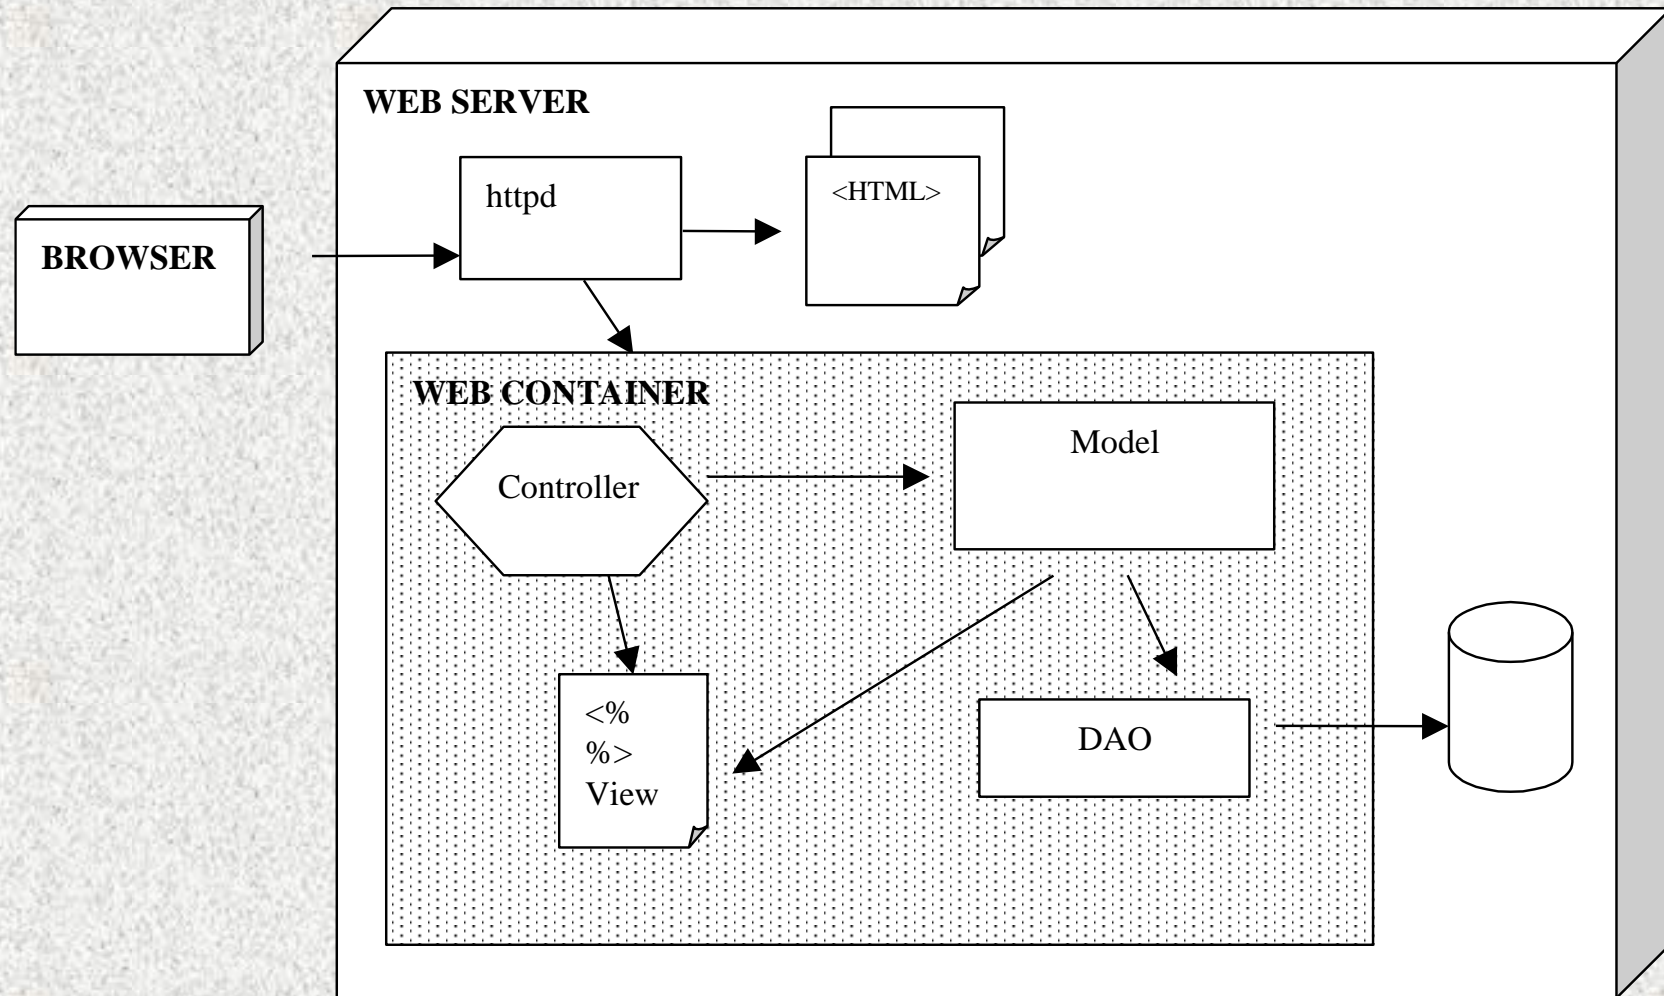 WEB SERVER
httpd
<HTML>
BROWSER
WEB CONTAINER
Model
Controller
<%
%>
View
DAO